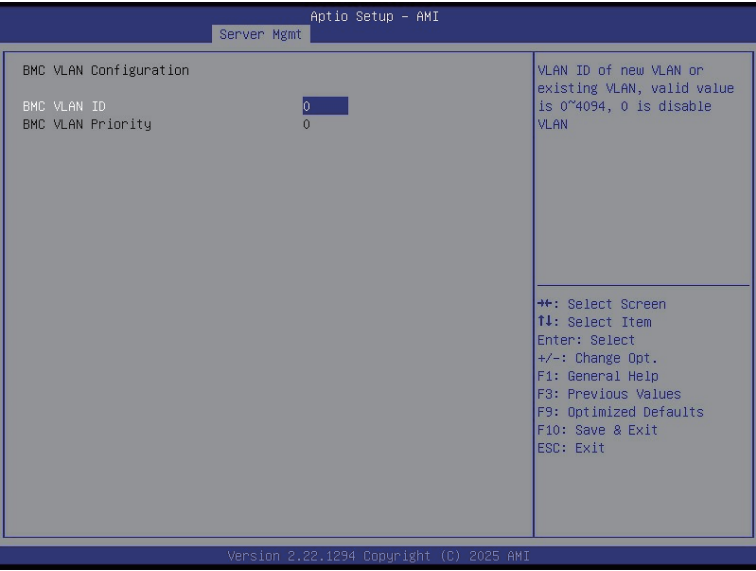 Aptio Setup – AMI
Server Mgmt
BMC VLAN Configuration
BMC VLAN ID 0
BMC VLAN Priority 0
VLAN ID of new VLAN or
existing VLAN, valid value
is 0~4094, 0 is disable
VLAN
→←: Select Screen
↑↓: Select Item
Enter: Select
+/-: Change Opt.
F1: General Help
F3: Previous Values
F9: Optimized Defaults
F10: Save & Exit
ESC: Exit
Version 2.22.1294 Copyright (C) 2025 AMI